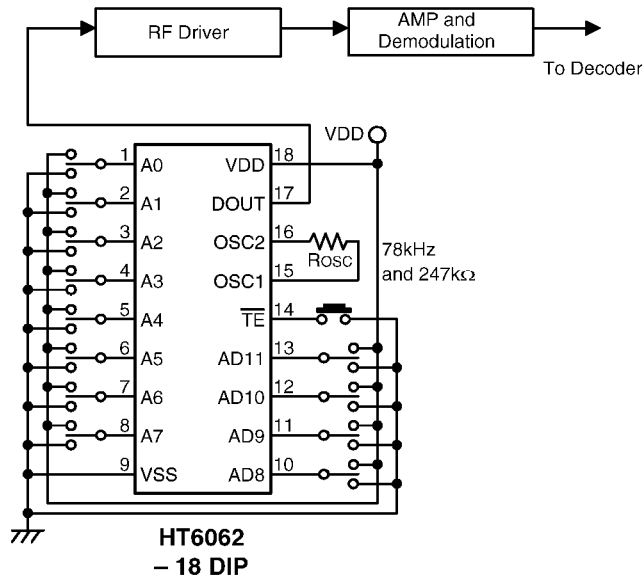 RF Driver
AMP and
Demodulation
To Decoder
VDD
1 A0
2 A1
3 A2
4 A3
5 A4
6 A5
7 A6
8 A7
9 VSS
VDD 18
DOUT 17
OSC2 16
OSC1 15
TE 14
AD11 13
AD10 12
AD9 11
AD8 10
ROSC
78kHz
and 247kΩ
HT6062
– 18 DIP